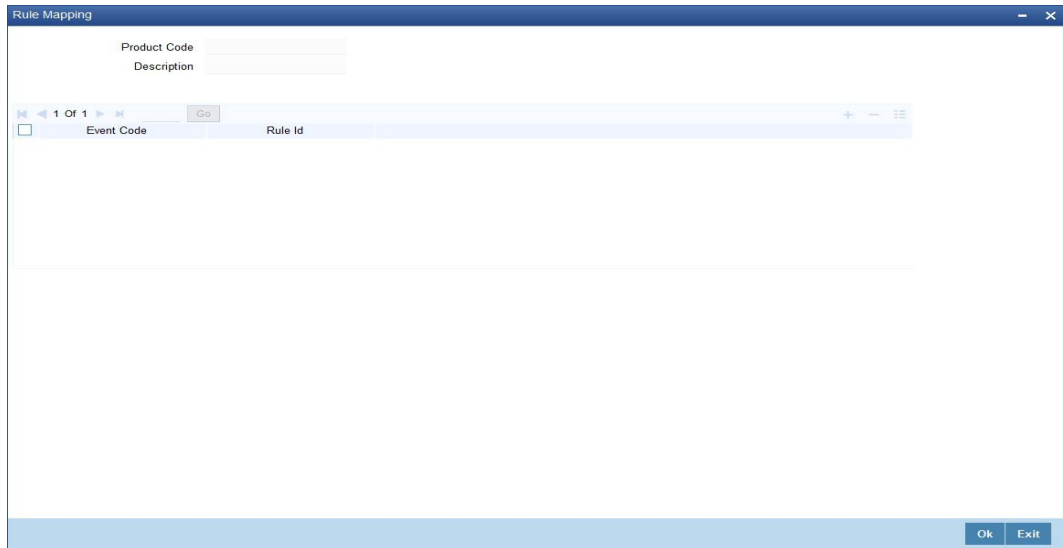 Rule Mapping
Product Code
Description
1 Of 1 Go
Event Code Rule Id
Ok Exit